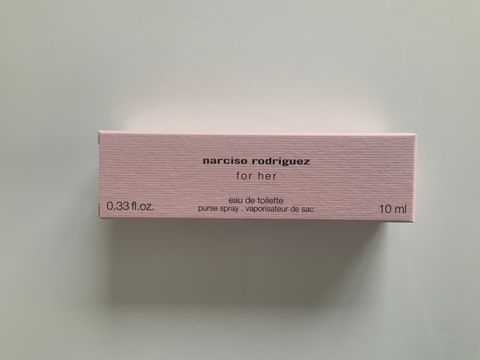 narciso rodriguez
for her
eau de toilette
0.33 fl.oz. purse spray . vaporisateur de sac 10 ml